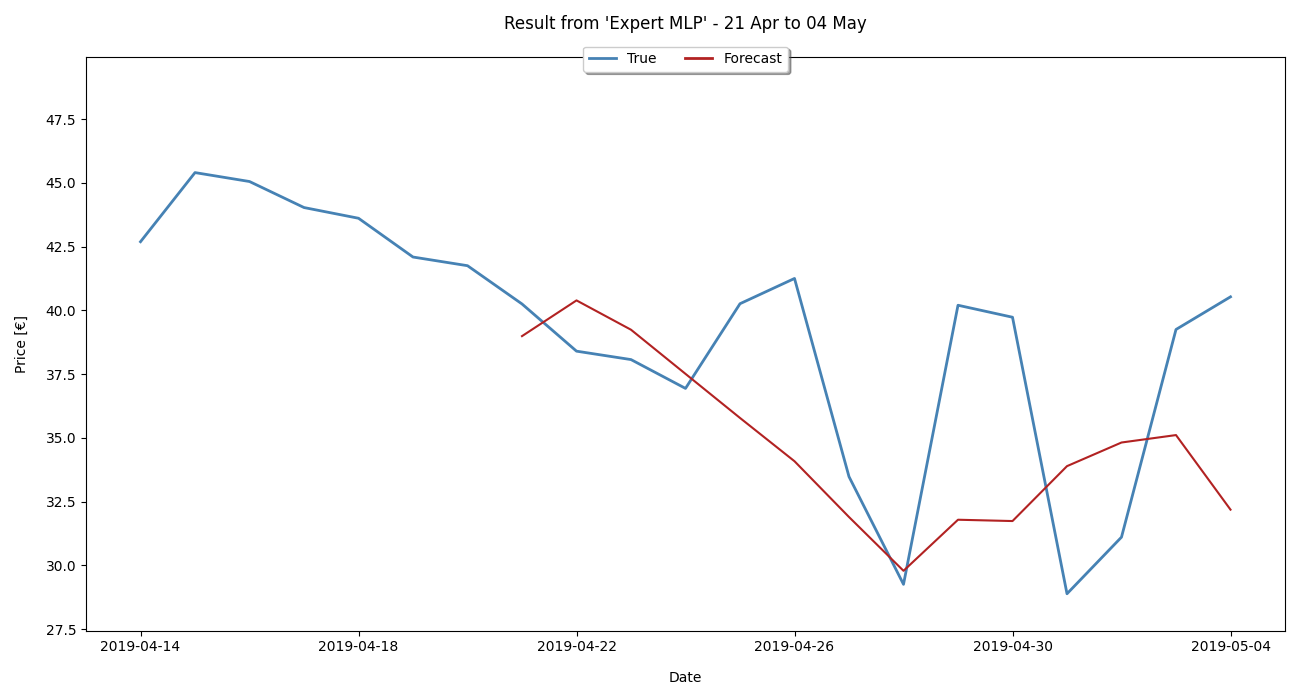 Result from 'Expert MLP' - 21 Apr to 04 May
True Forecast
47.5
45.0
42.5
40.0
37.5
35.0
32.5
30.0
27.5
Price [€]
2019-04-14 2019-04-18 2019-04-22 2019-04-26 2019-04-30 2019-05-04
Date